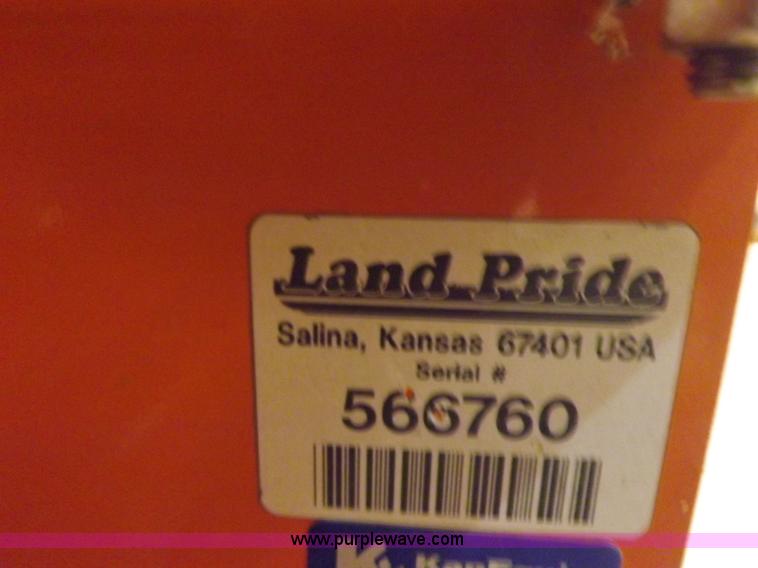 Land Pride
Salina, Kansas 67401 USA
Serial #
566760
www.purplewave.com